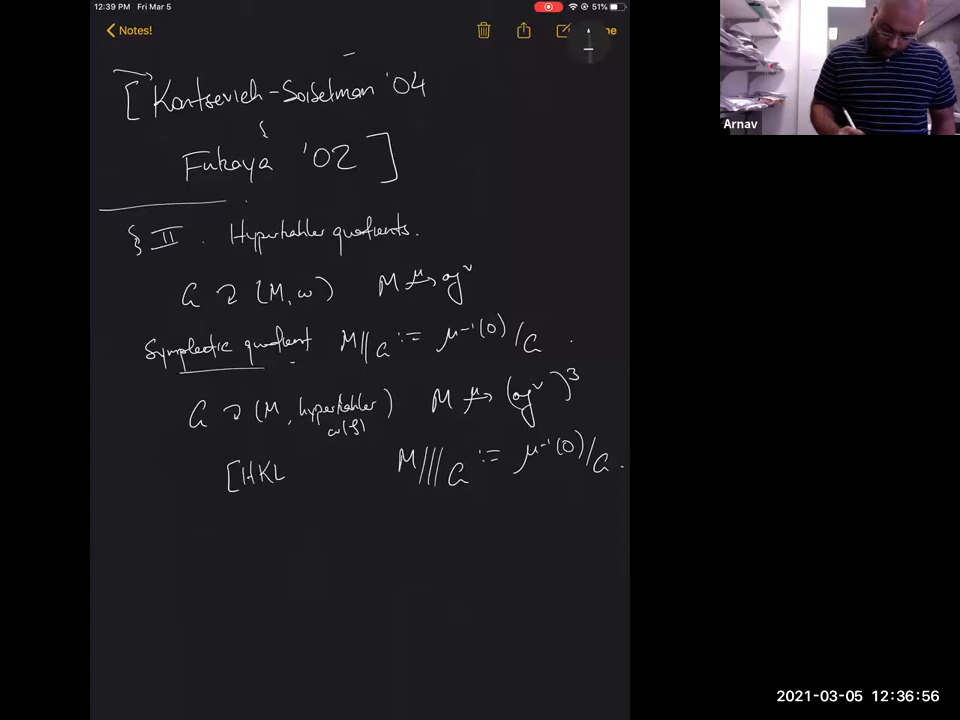 12:39 PM Fri Mar 5
51%
Notes!
[Kontsevich-Soibelman '04
&
Fukaya '02]
§ II. Hyperkahler quotients.
G ↻ (M, ω) M →^μ 𝔤^∨
Symplectic quotient M//G := μ^{-1}(0)/G.
G ↻ (M, hyperkahler) M →^μ (𝔤^∨)^3
ω(ζ)
[HKL M///G := μ^{-1}(0)/G.
Arnav
2021-03-05 12:36:56